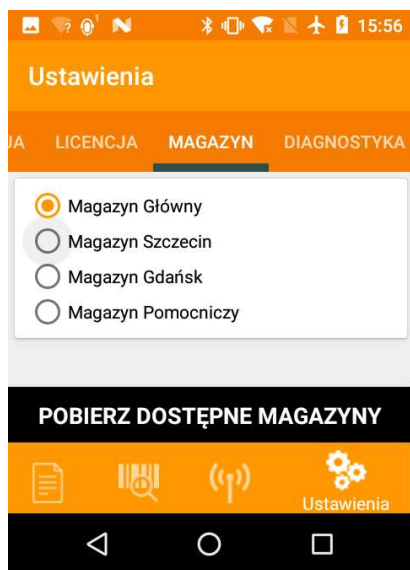 15:56
Ustawienia
JA LICENCJA MAGAZYN DIAGNOSTYKA
Magazyn Główny
Magazyn Szczecin
Magazyn Gdańsk
Magazyn Pomocniczy
POBIERZ DOSTĘPNE MAGAZYNY
Ustawienia